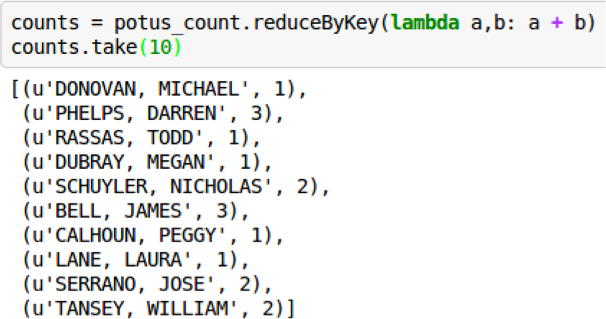 counts = potus_count.reduceByKey(lambda a,b: a + b)
counts.take(10)
[(u'DONOVAN, MICHAEL', 1),
(u'PHELPS, DARREN', 3),
(u'RASSAS, TODD', 1),
(u'DUBRAY, MEGAN', 1),
(u'SCHUYLER, NICHOLAS', 2),
(u'BELL, JAMES', 3),
(u'CALHOUN, PEGGY', 1),
(u'LANE, LAURA', 1),
(u'SERRANO, JOSE', 2),
(u'TANSEY, WILLIAM', 2)]